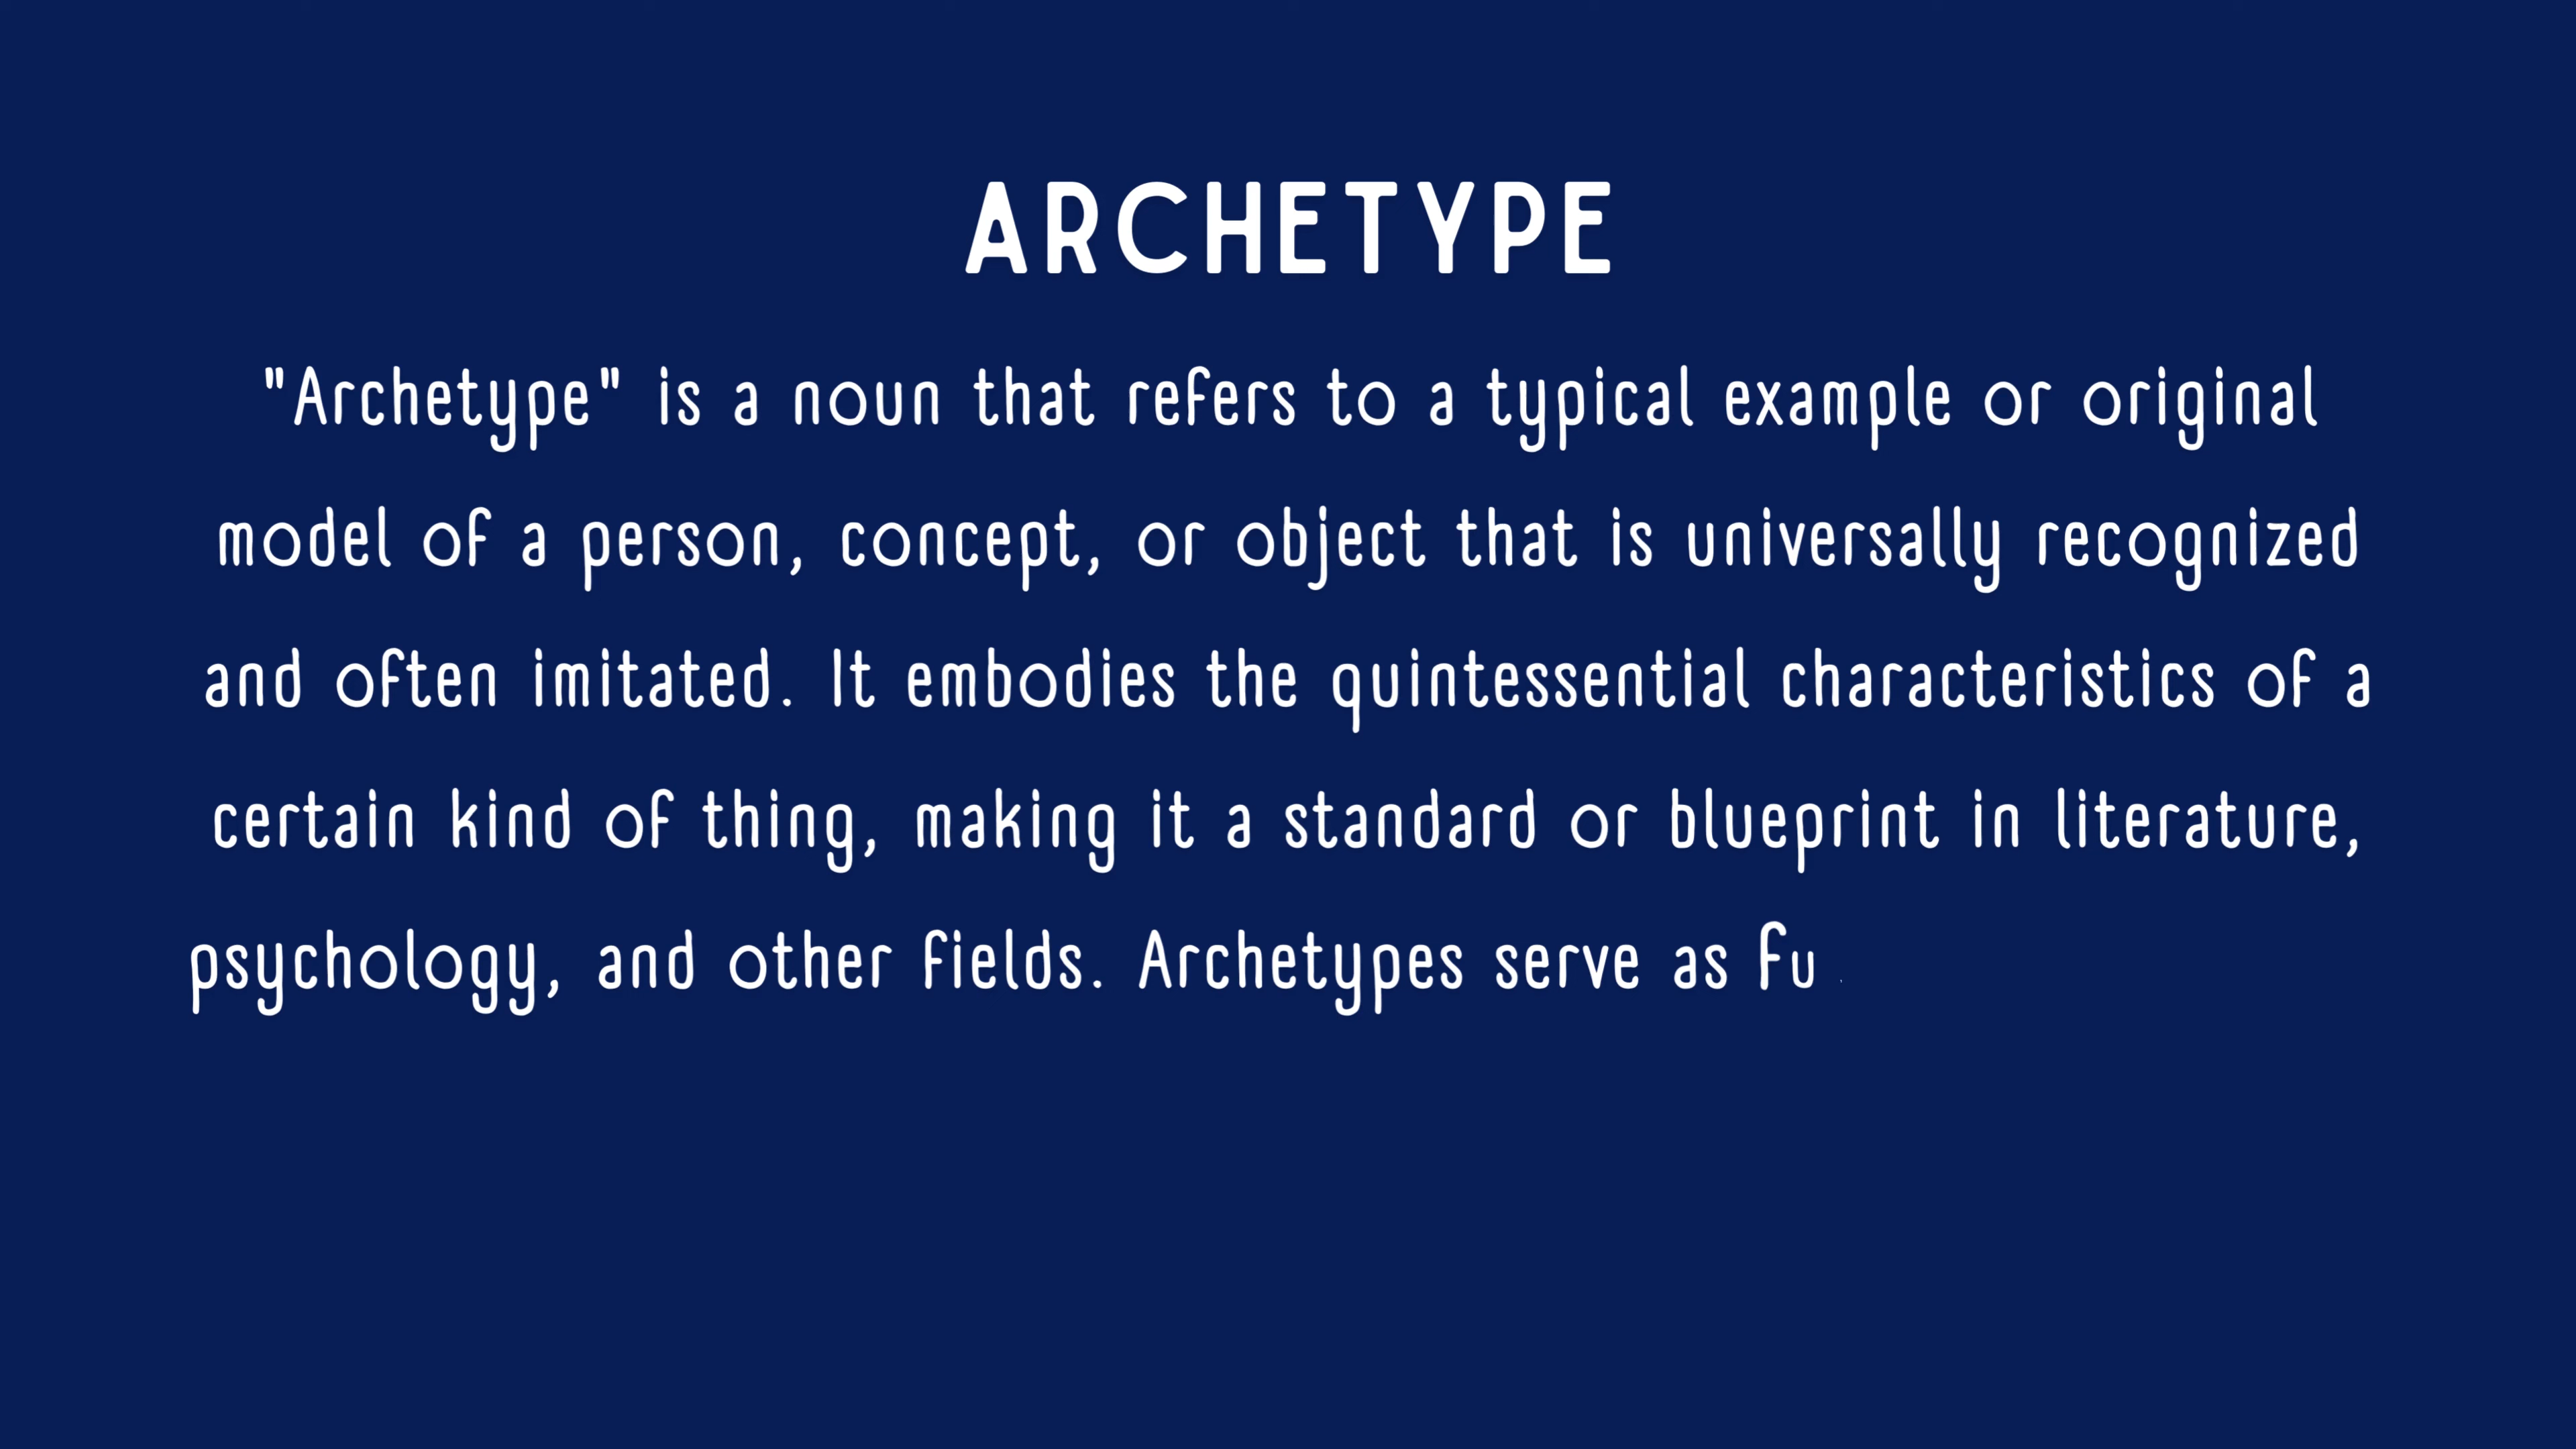 ARCHETYPE
"Archetype" is a noun that refers to a typical example or original
model of a person, concept, or object that is universally recognized
and often imitated. It embodies the quintessential characteristics of a
certain kind of thing, making it a standard or blueprint in literature,
psychology, and other fields. Archetypes serve as fu